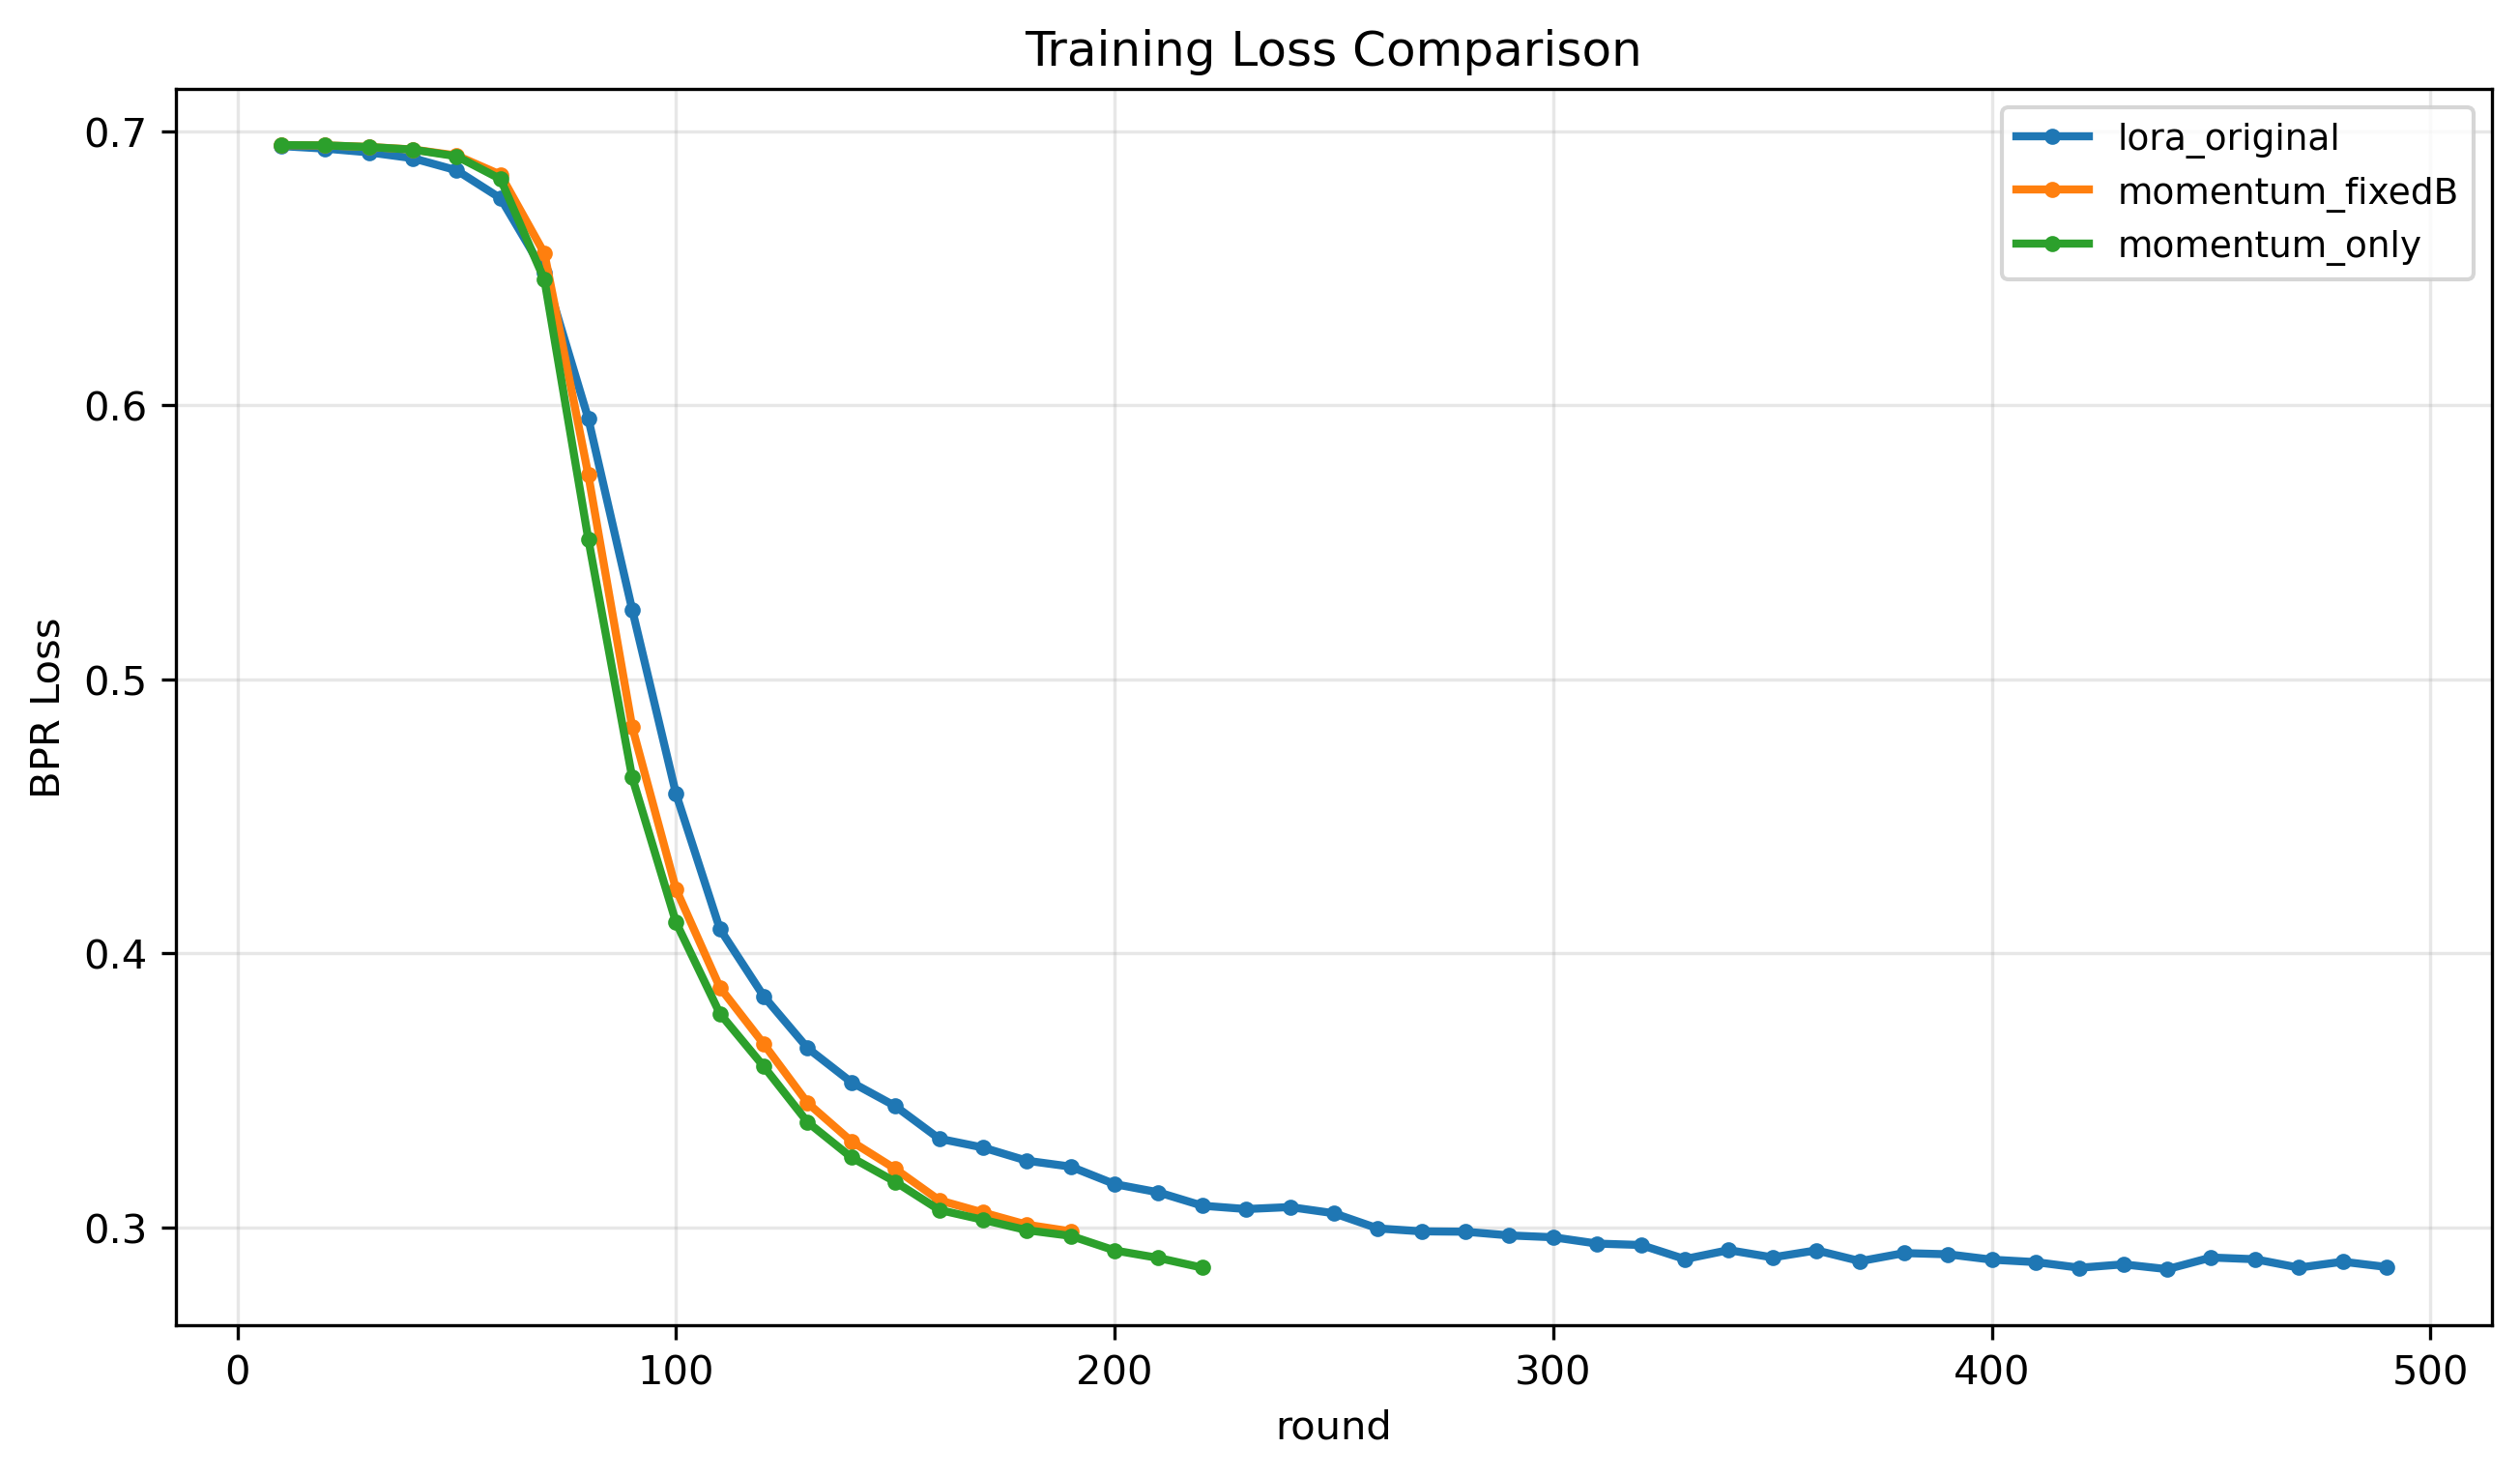 Training Loss Comparison
lora_original
momentum_fixedB
momentum_only
BPR Loss
0.7
0.6
0.5
0.4
0.3
0 100 200 300 400 500
round